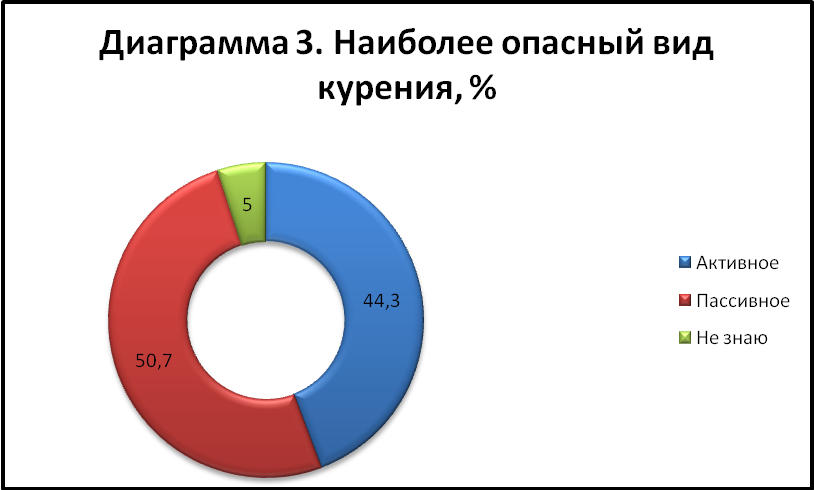 Диаграмма 3. Наиболее опасный вид
курения, %
5
44,3
50,7
Активное
Пассивное
Не знаю